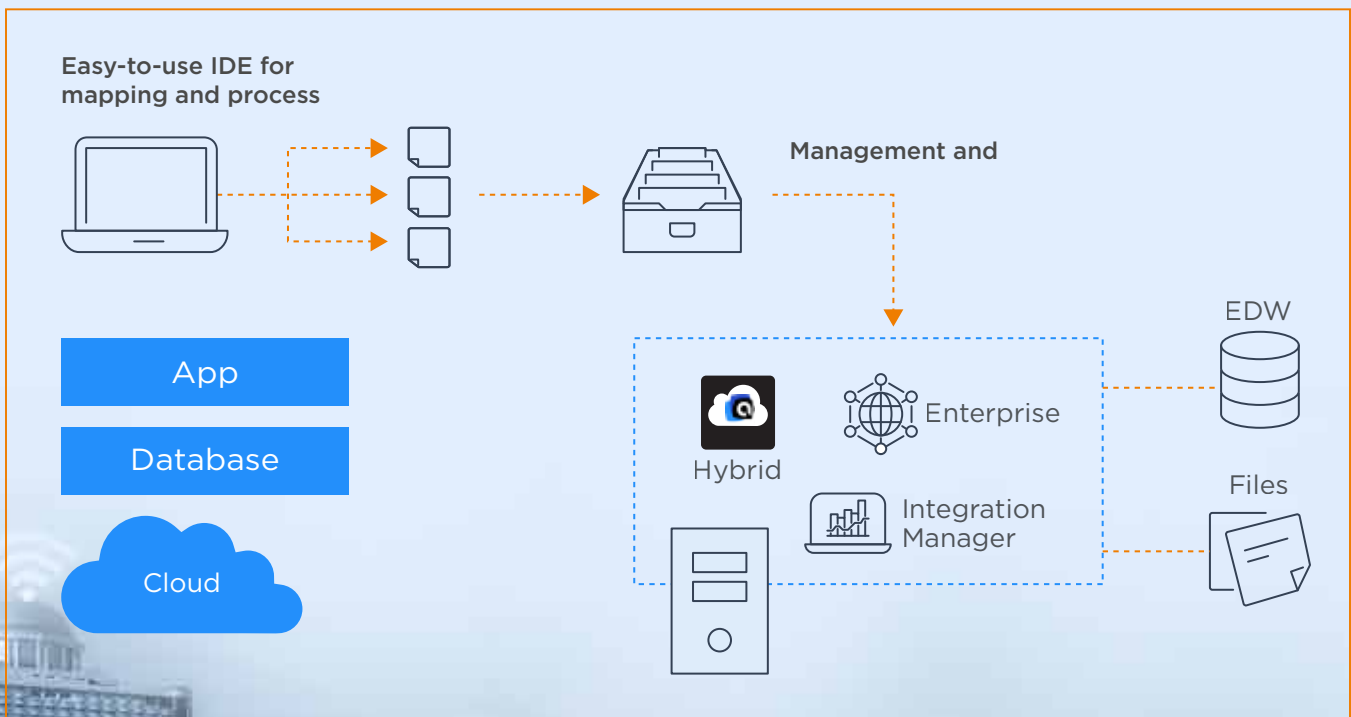 Easy-to-use IDE for
mapping and process
Management and
EDW
App
Enterprise
Hybrid
Database
Files
Integration
Manager
Cloud